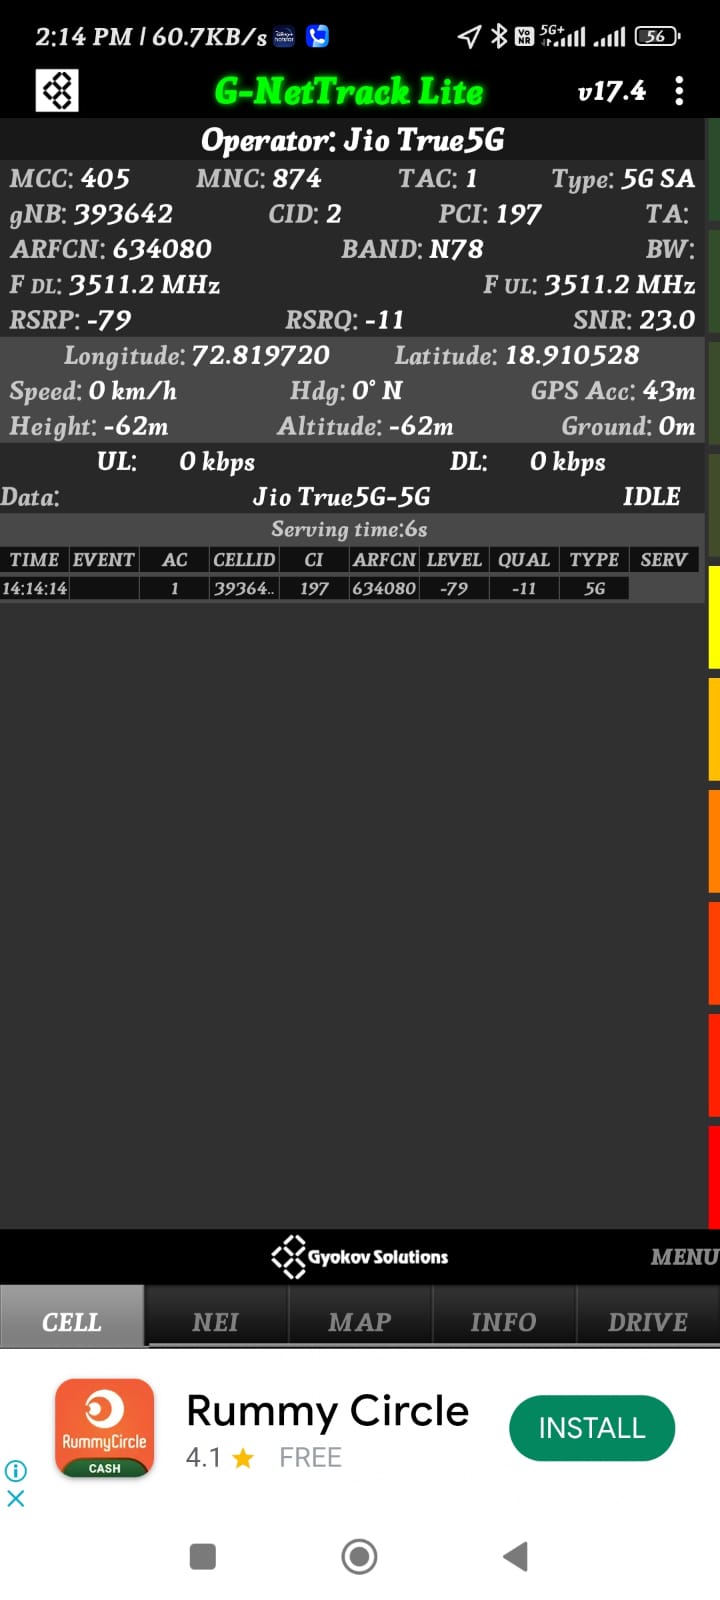 2:14 PM | 60.7KB/s Vo NR 5G+ 56
G-NetTrack Lite v17.4
Operator: Jio True5G
MCC: 405 MNC: 874 TAC: 1 Type: 5G SA
gNB: 393642 CID: 2 PCI: 197 TA:
ARFCN: 634080 BAND: N78 BW:
F DL: 3511.2 MHz F UL: 3511.2 MHz
RSRP: -79 RSRQ: -11 SNR: 23.0
Longitude: 72.819720 Latitude: 18.910528
Speed: 0 km/h Hdg: 0° N GPS Acc: 43m
Height: -62m Altitude: -62m Ground: 0m
UL: 0 kbps DL: 0 kbps
Data: Jio True5G-5G IDLE
Serving time:6s
TIME EVENT AC CELLID CI ARFCN LEVEL QUAL TYPE SERV
14:14:14 1 39364.. 197 634080 -79 -11 5G
Gyokov Solutions MENU
CELL NEI MAP INFO DRIVE
Rummy Circle
RummyCircle
CASH
4.1 ★ FREE
INSTALL